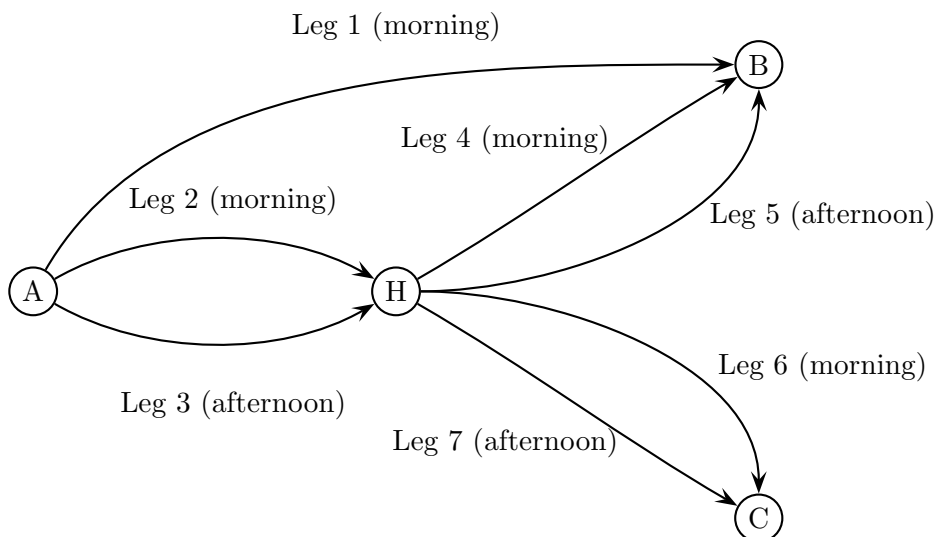 Leg 1 (morning)
B
Leg 4 (morning)
Leg 2 (morning)
Leg 5 (afternoon)
A
H
Leg 6 (morning)
Leg 3 (afternoon)
Leg 7 (afternoon)
C